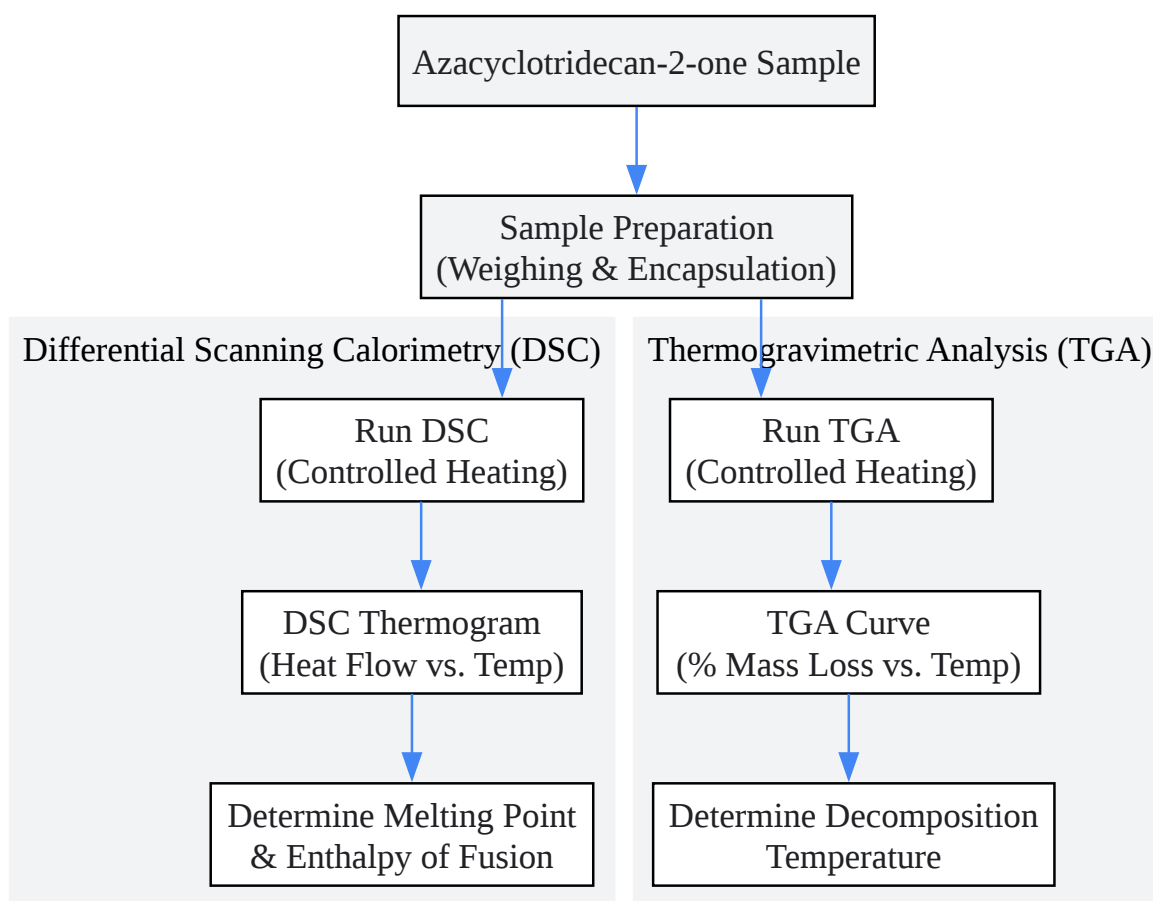 Azacyclotridecan-2-one Sample
Sample Preparation
(Weighing & Encapsulation)
Differential Scanning Calorimetry (DSC)
Run DSC
(Controlled Heating)
DSC Thermogram
(Heat Flow vs. Temp)
Determine Melting Point
& Enthalpy of Fusion
Thermogravimetric Analysis (TGA)
Run TGA
(Controlled Heating)
TGA Curve
(% Mass Loss vs. Temp)
Determine Decomposition
Temperature